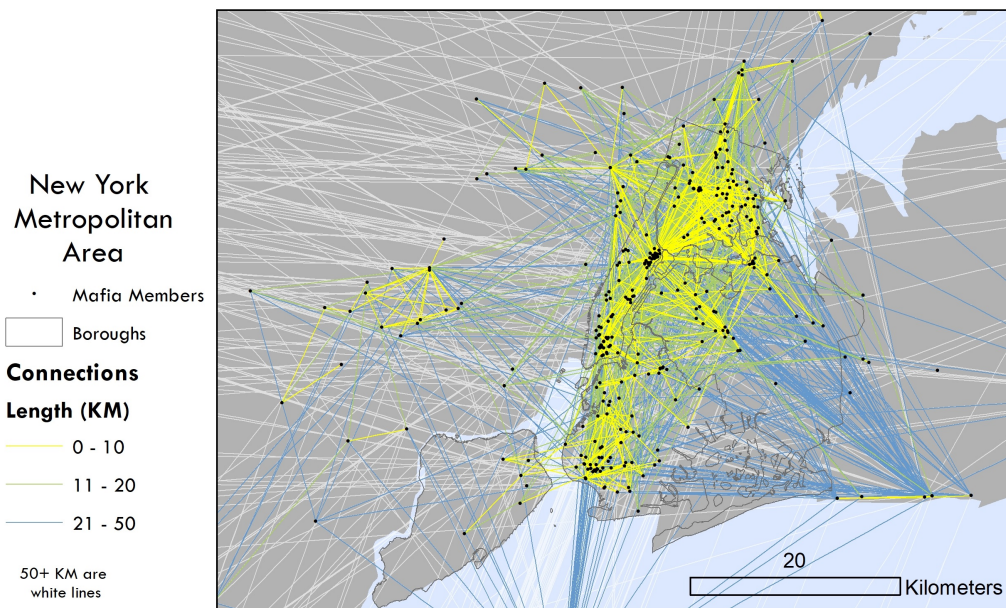 New York
Metropolitan
Area
Mafia Members
Boroughs
Connections
Length (KM)
0 - 10
11 - 20
21 - 50
50+ KM are
white lines
20
Kilometers